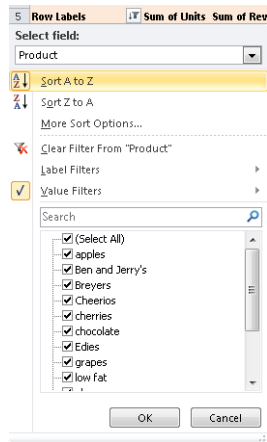 5 Row Labels Sum of Units Sum of Rev
Select field:
Product
Sort A to Z
Sort Z to A
More Sort Options...
Clear Filter From "Product"
Label Filters
Value Filters
Search
(Select All)
apples
Ben and Jerry's
Breyers
Cheerios
cherries
chocolate
Edies
grapes
low fat
OK Cancel